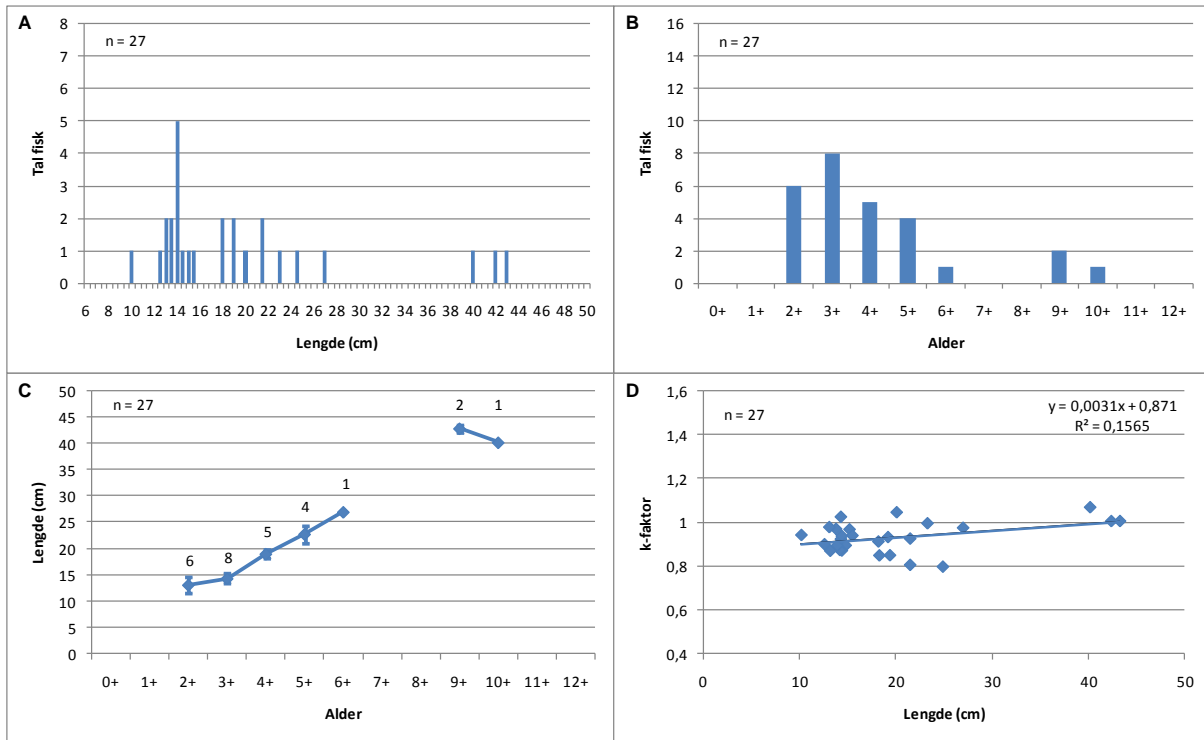 A
n = 27
Tal fisk
8
7
6
5
4
3
2
1
0
6 8 10 12 14 16 18 20 22 24 26 28 30 32 34 36 38 40 42 44 46 48 50
Lengde (cm)
B
n = 27
Tal fisk
16
14
12
10
8
6
4
2
0
0+ 1+ 2+ 3+ 4+ 5+ 6+ 7+ 8+ 9+ 10+ 11+ 12+
Alder
C
n = 27
Lengde (cm)
50
45
40
35
30
25
20
15
10
5
0
6 8 5 4 1 2 1
0+ 1+ 2+ 3+ 4+ 5+ 6+ 7+ 8+ 9+ 10+ 11+ 12+
Alder
D
n = 27
y = 0,0031x + 0,871
R² = 0,1565
k-faktor
1,6
1,4
1,2
1
0,8
0,6
0,4
0 10 20 30 40 50
Lengde (cm)